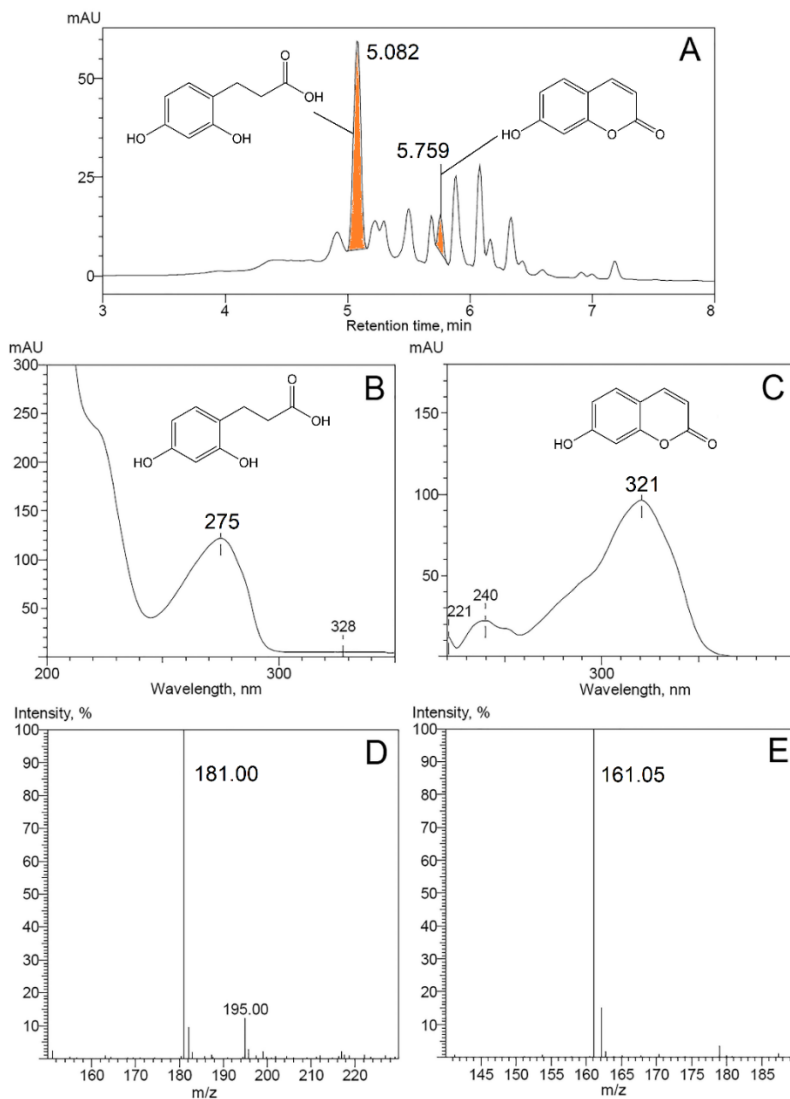 mAU
A
5.082
5.759
O
OH
HO
OH
HO
O
O
50
25
0
3 4 5 6 7 8
Retention time, min
mAU
B
300
250
200
150
100
50
O
OH
HO
OH
275
328
200 300
Wavelength, nm
mAU
C
150
100
50
HO
O
O
321
240
221
300
Wavelength, nm
Intensity, %
D
100
90
80
70
60
50
40
30
20
10
181.00
195.00
160 170 180 190 200 210 220
m/z
Intensity, %
E
100
90
80
70
60
50
40
30
20
10
161.05
145 150 155 160 165 170 175 180 185
m/z